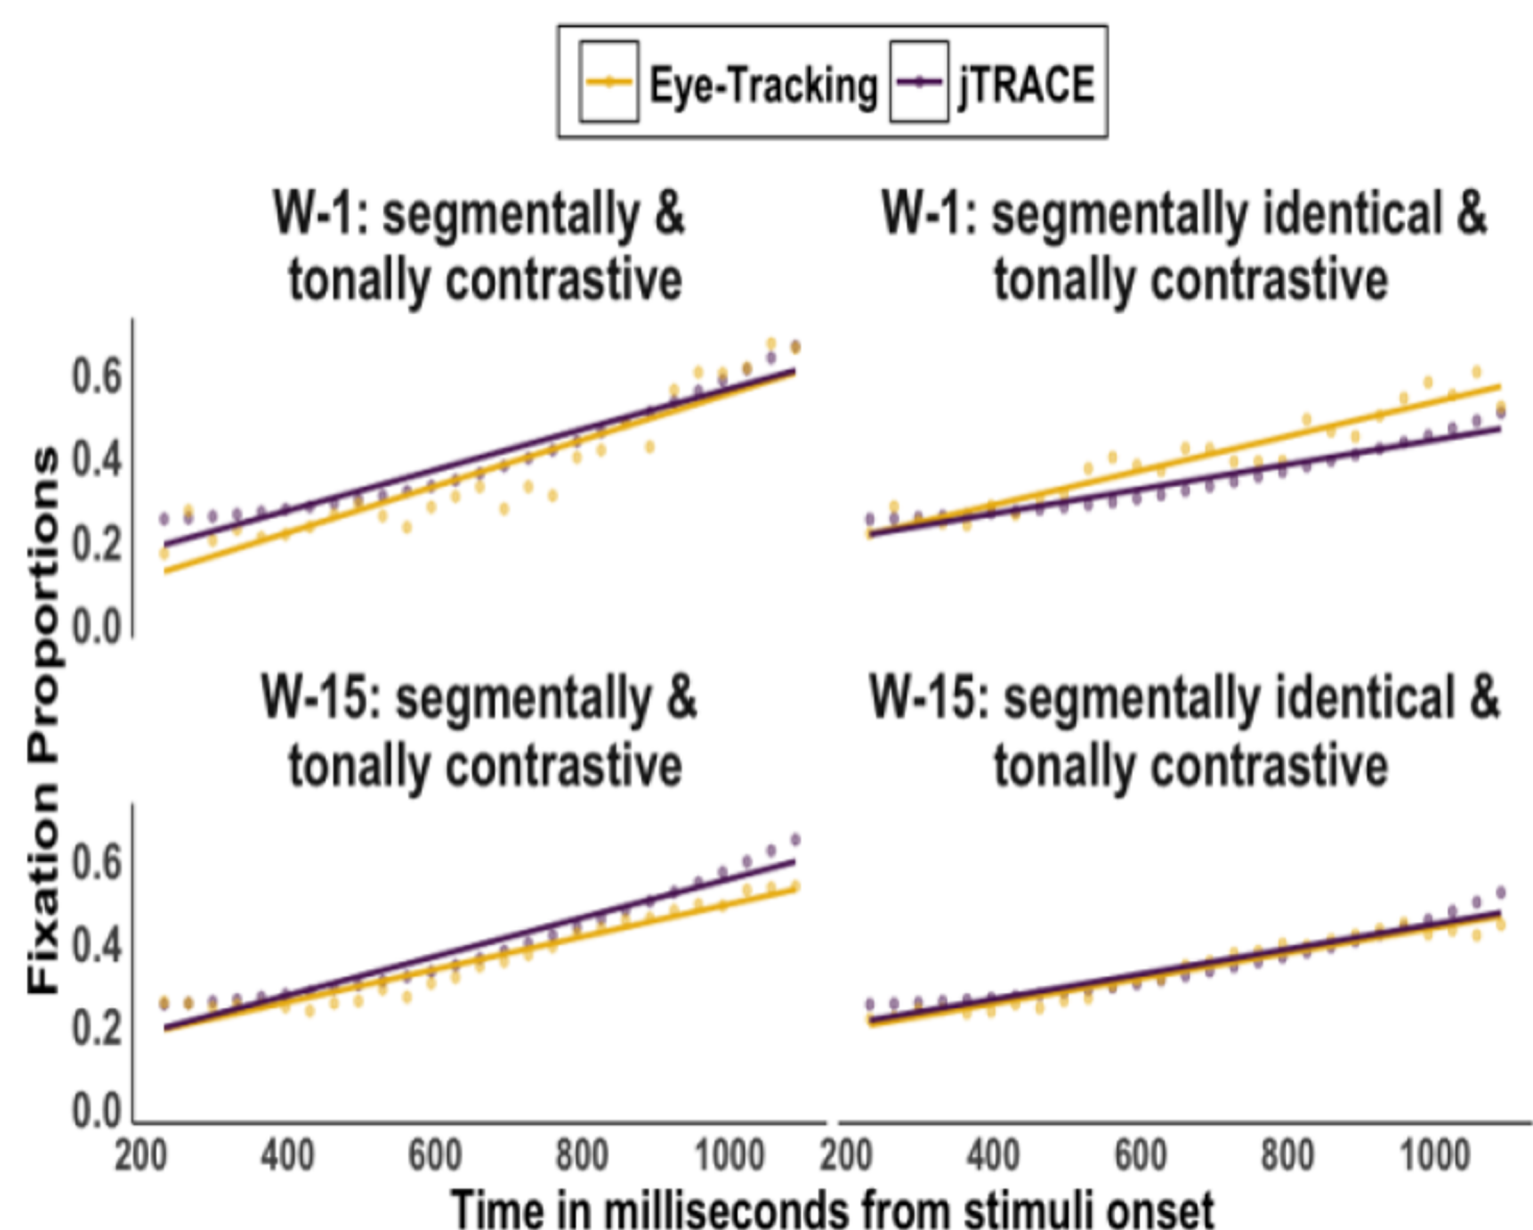 Eye-Tracking jTRACE
W-1: segmentally &
tonally contrastive
W-1: segmentally identical &
tonally contrastive
0.6
0.4
0.2
0.0
W-15: segmentally &
tonally contrastive
W-15: segmentally identical &
tonally contrastive
0.6
0.4
0.2
0.0
Fixation Proportions
200 400 600 800 1000 200 400 600 800 1000
Time in milliseconds from stimuli onset